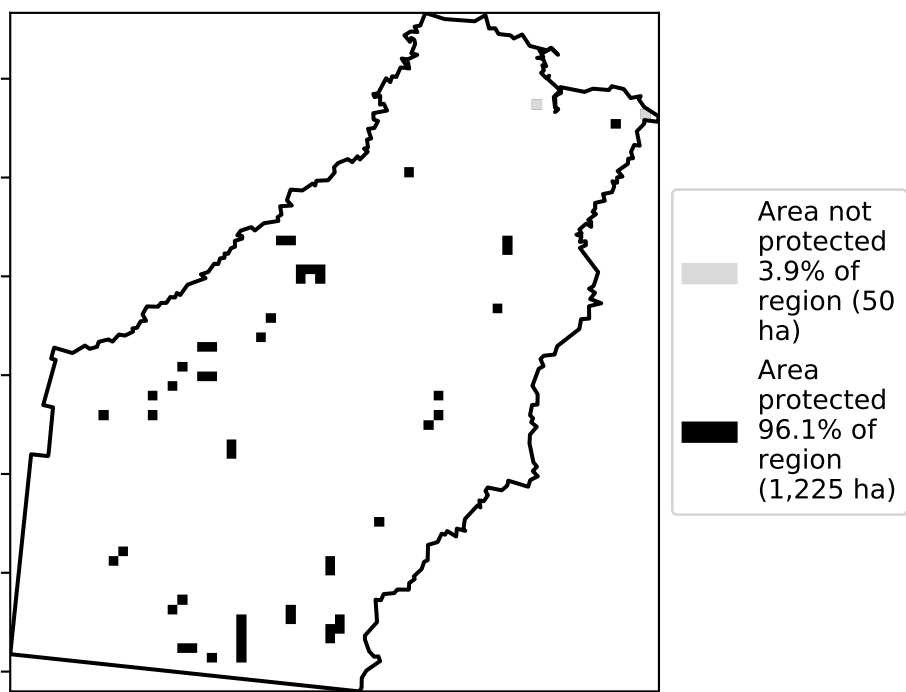 Area not
protected
3.9% of
region (50
ha)
Area
protected
96.1% of
region
(1,225 ha)